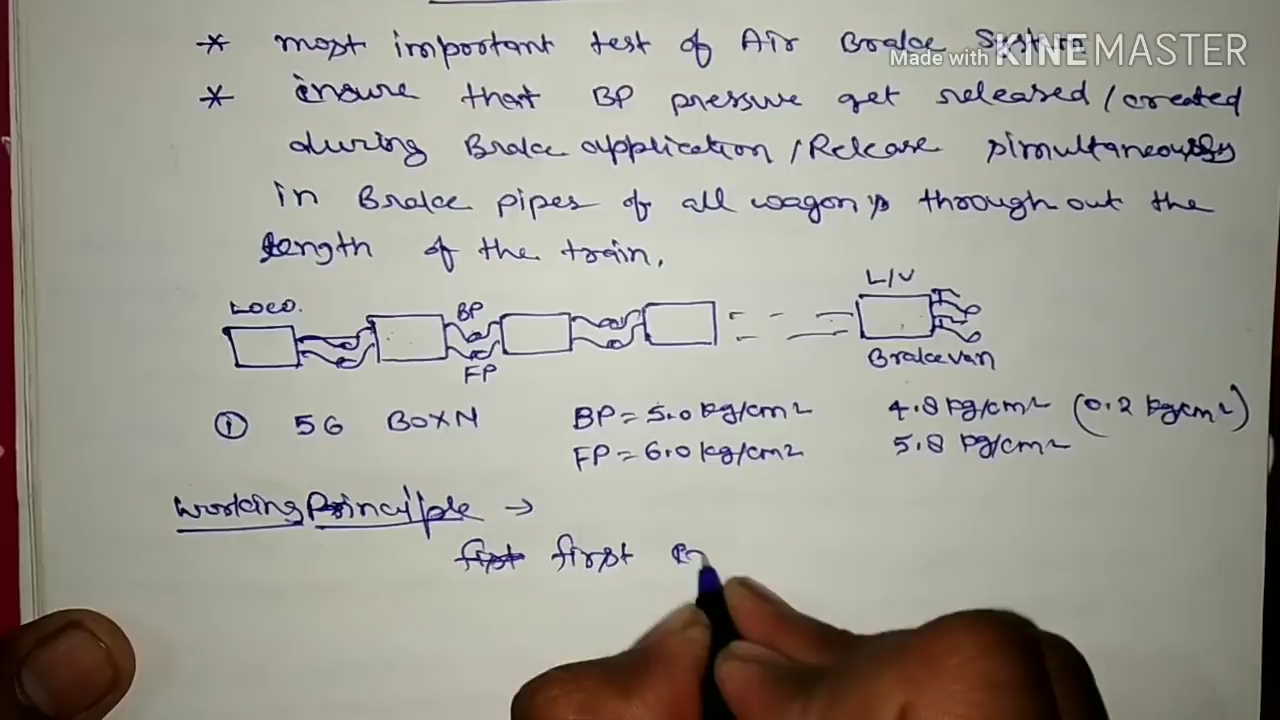 * most important test of Air Brake System
Made with KINEMASTER
* ensure that BP pressure get released/created
during Brake application/Release simultaneously
in Brake pipes of all wagon's throughout the
length of the train.
LOCO. BP FP L/V
Brakevan
① 56 BOXN BP = 5.0 kg/cm2 4.8 kg/cm2 (0.2 kg/cm2)
FP = 6.0 kg/cm2 5.8 kg/cm2
Working Principle →
first